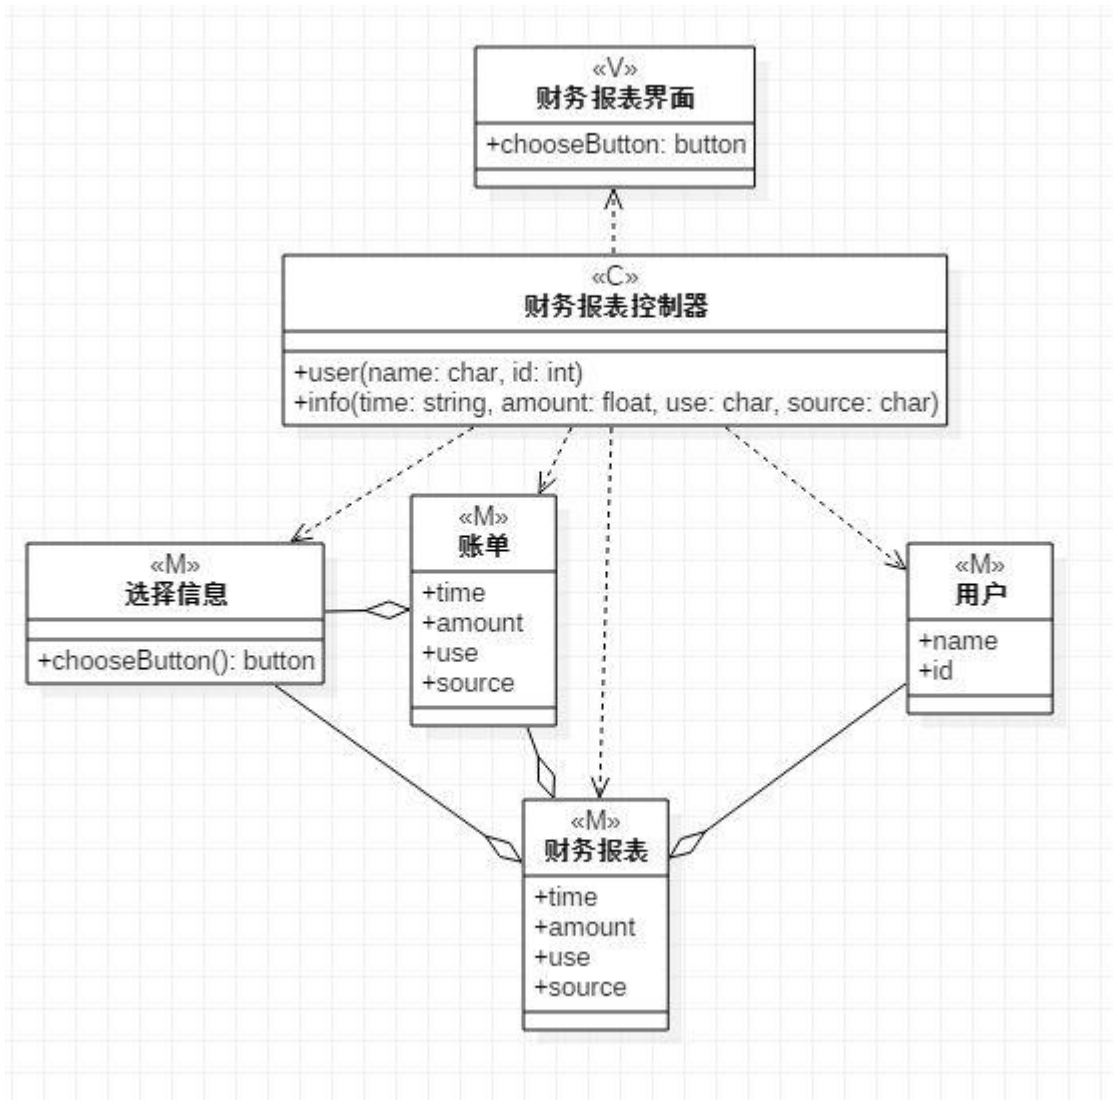 «V»
财务报表界面
+chooseButton: button
«C»
财务报表控制器
+user(name: char, id: int)
+info(time: string, amount: float, use: char, source: char)
«M»
选择信息
+chooseButton(): button
«M»
账单
+time
+amount
+use
+source
«M»
用户
+name
+id
«M»
财务报表
+time
+amount
+use
+source